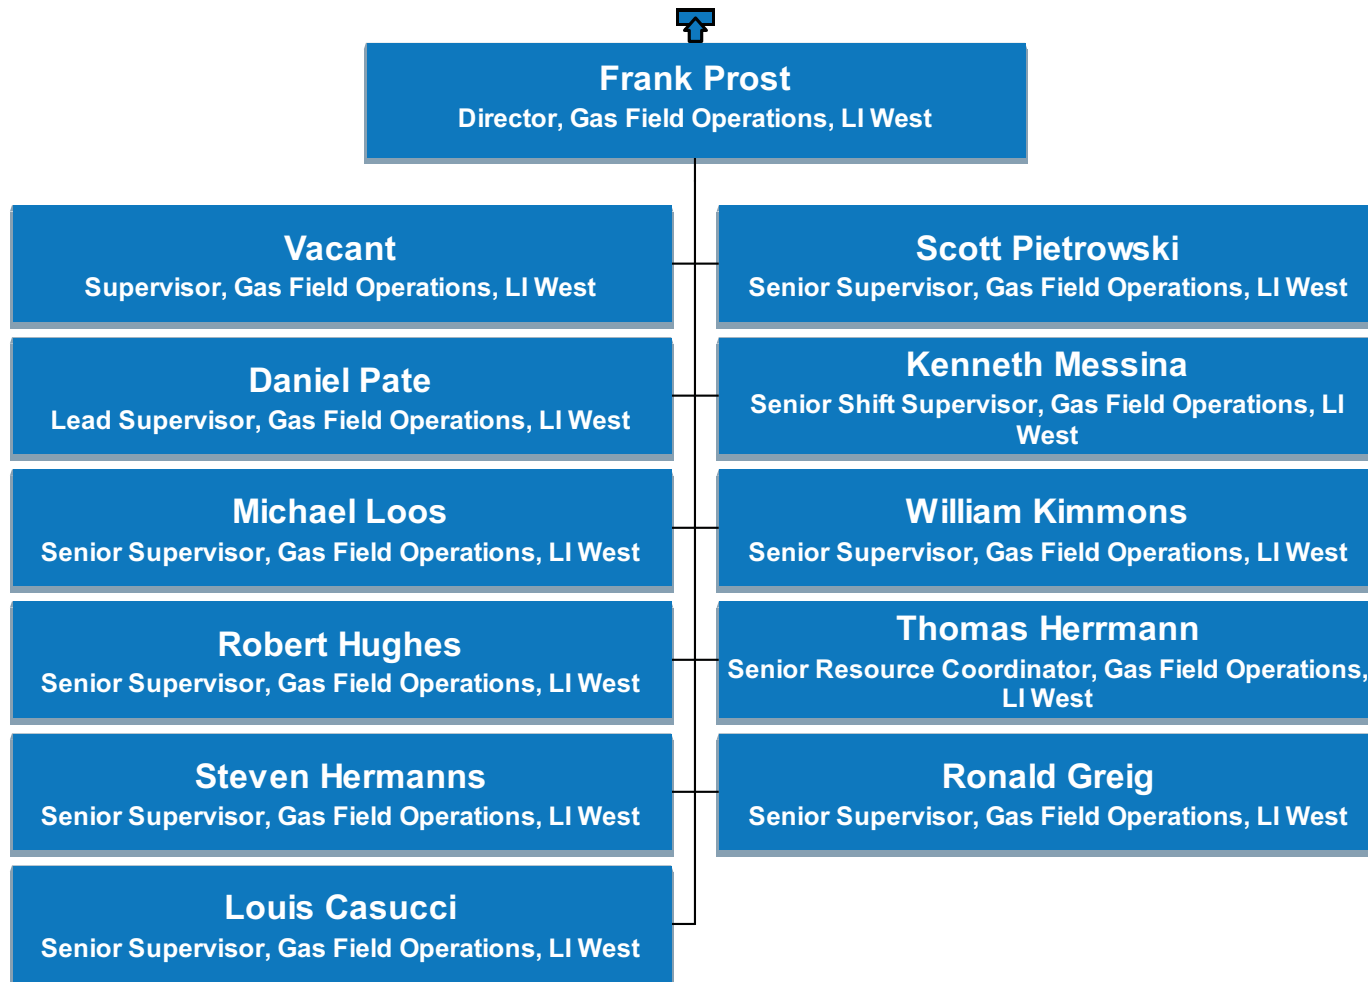 Frank Prost
Director, Gas Field Operations, LI West
Vacant
Supervisor, Gas Field Operations, LI West
Scott Pietrowski
Senior Supervisor, Gas Field Operations, LI West
Daniel Pate
Lead Supervisor, Gas Field Operations, LI West
Kenneth Messina
Senior Shift Supervisor, Gas Field Operations, LI
West
Michael Loos
Senior Supervisor, Gas Field Operations, LI West
William Kimmons
Senior Supervisor, Gas Field Operations, LI West
Robert Hughes
Senior Supervisor, Gas Field Operations, LI West
Thomas Herrmann
Senior Resource Coordinator, Gas Field Operations,
LI West
Steven Hermanns
Senior Supervisor, Gas Field Operations, LI West
Ronald Greig
Senior Supervisor, Gas Field Operations, LI West
Louis Casucci
Senior Supervisor, Gas Field Operations, LI West